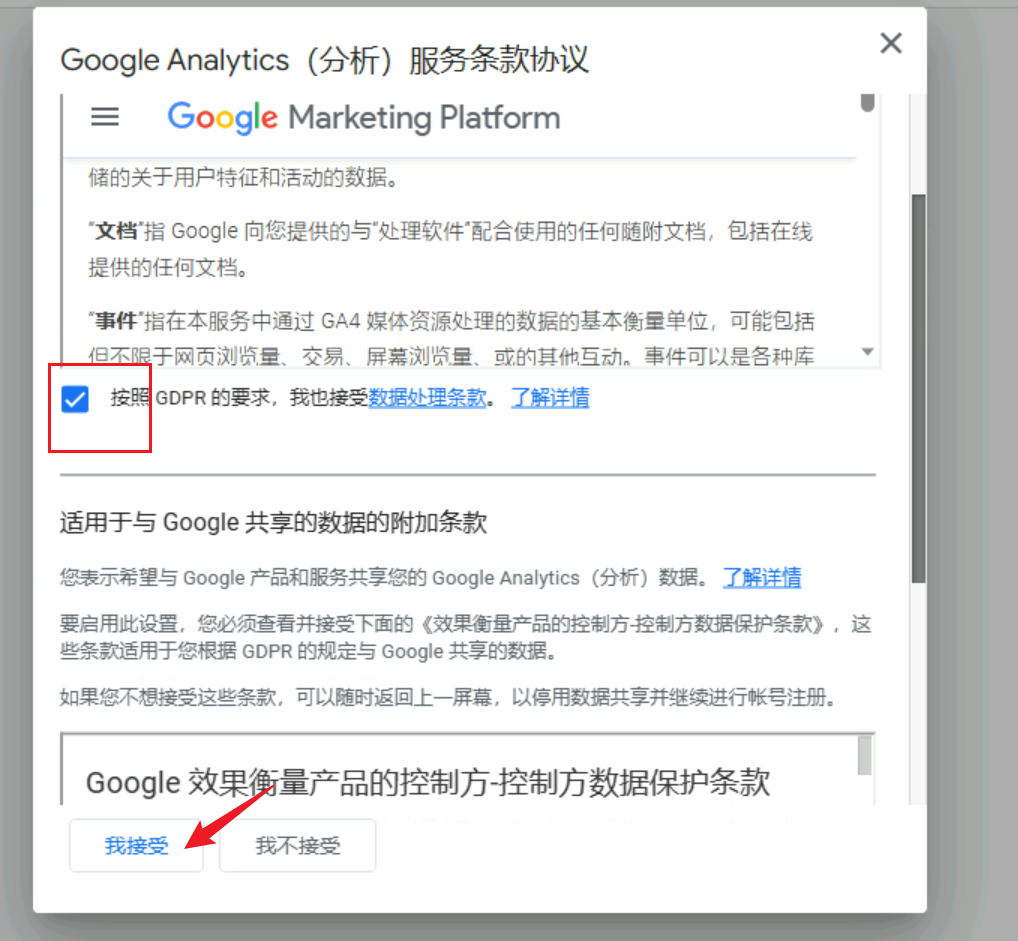 Google Analytics（分析）服务条款协议
Google Marketing Platform
储的关于用户特征和活动的数据。
“文档”指 Google 向您提供的与“处理软件”配合使用的任何随附文档，包括在线
提供的任何文档。
“事件”指在本服务中通过 GA4 媒体资源处理的数据的基本衡量单位，可能包括
但不限于网页浏览量、交易、屏幕浏览量、或的其他互动。事件可以是各种库
按照 GDPR 的要求，我也接受数据处理条款。 了解详情
适用于与 Google 共享的数据的附加条款
您表示希望与 Google 产品和服务共享您的 Google Analytics（分析）数据。 了解详情
要启用此设置，您必须查看并接受下面的《效果衡量产品的控制方-控制方数据保护条款》，这
些条款适用于您根据 GDPR 的规定与 Google 共享的数据。
如果您不想接受这些条款，可以随时返回上一屏幕，以停用数据共享并继续进行帐号注册。
Google 效果衡量产品的控制方-控制方数据保护条款
我接受 我不接受